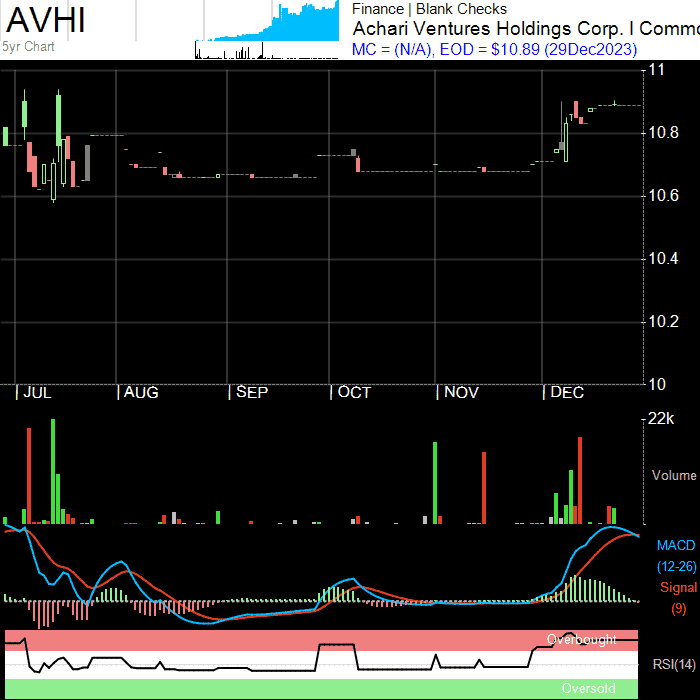 AVHI
5yr Chart
Finance | Blank Checks
Achari Ventures Holdings Corp. I Commo
MC = (N/A), EOD = $10.89 (29Dec2023)
11
10.8
10.6
10.4
10.2
10
JUL AUG SEP OCT NOV DEC
22k
Volume
MACD
(12-26)
Signal
(9)
Overbought
RSI(14)
Oversold